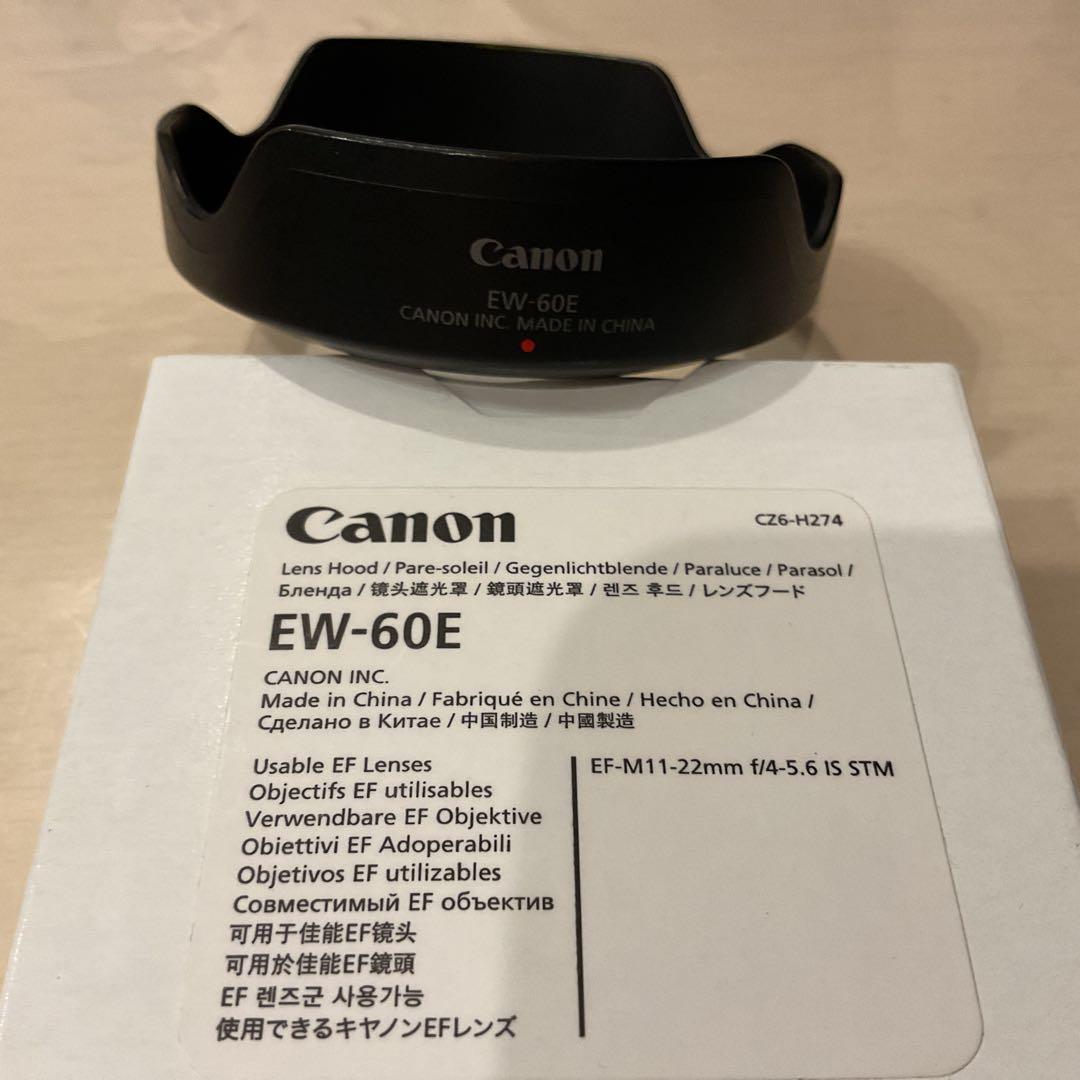 Canon
EW-60E
CANON INC. MADE IN CHINA
Canon
CZ6-H274
Lens Hood / Pare-soleil / Gegenlichtblende / Paraluce / Parasol /
Бленда / 镜头遮光罩 / 鏡頭遮光罩 / 렌즈 후드 / レンズフード
EW-60E
CANON INC.
Made in China / Fabriqué en Chine / Hecho en China /
Сделано в Китае / 中国制造 / 中國製造
Usable EF Lenses
Objectifs EF utilisables
Verwendbare EF Objektive
Obiettivi EF Adoperabili
Objetivos EF utilizables
Совместимый EF объектив
可用于佳能EF镜头
可用於佳能EF鏡頭
EF 렌즈군 사용가능
使用できるキヤノンEFレンズ
EF-M11-22mm f/4-5.6 IS STM